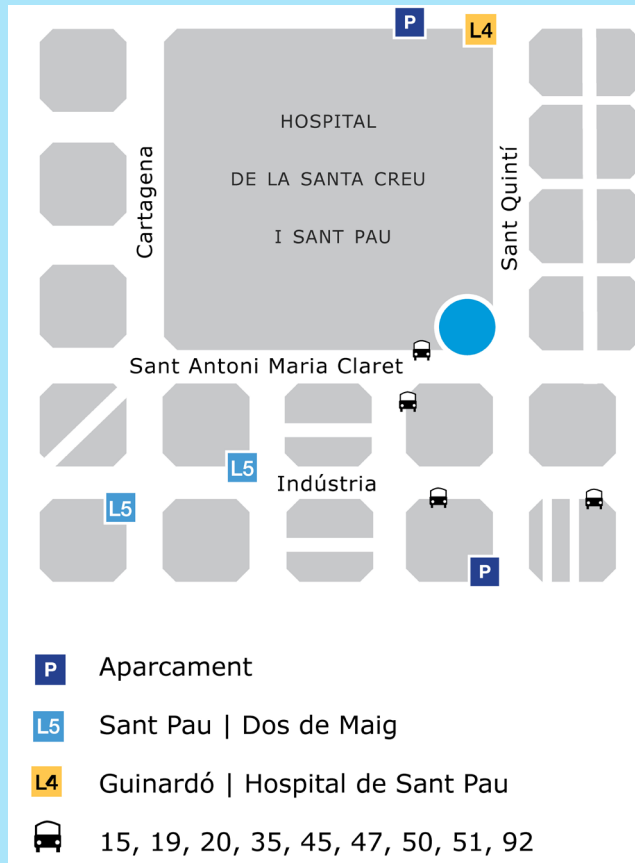 P
L4
HOSPITAL
DE LA SANTA CREU
I SANT PAU
Cartagena
Sant Quintí
Sant Antoni Maria Claret
L5
Indústria
L5
P
P Aparcament
L5 Sant Pau | Dos de Maig
L4 Guinardó | Hospital de Sant Pau
15, 19, 20, 35, 45, 47, 50, 51, 92